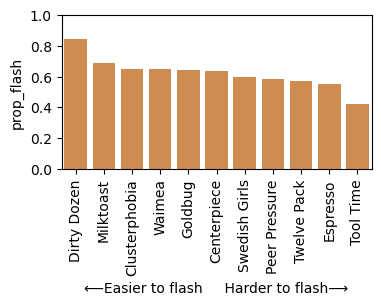 1.0
0.8
0.6
0.4
0.2
0.0
prop_flash
Dirty Dozen
Milktoast
Clusterphobia
Waimea
Goldbug
Centerpiece
Swedish Girls
Peer Pressure
Twelve Pack
Espresso
Tool Time
⟵Easier to flash Harder to flash⟶